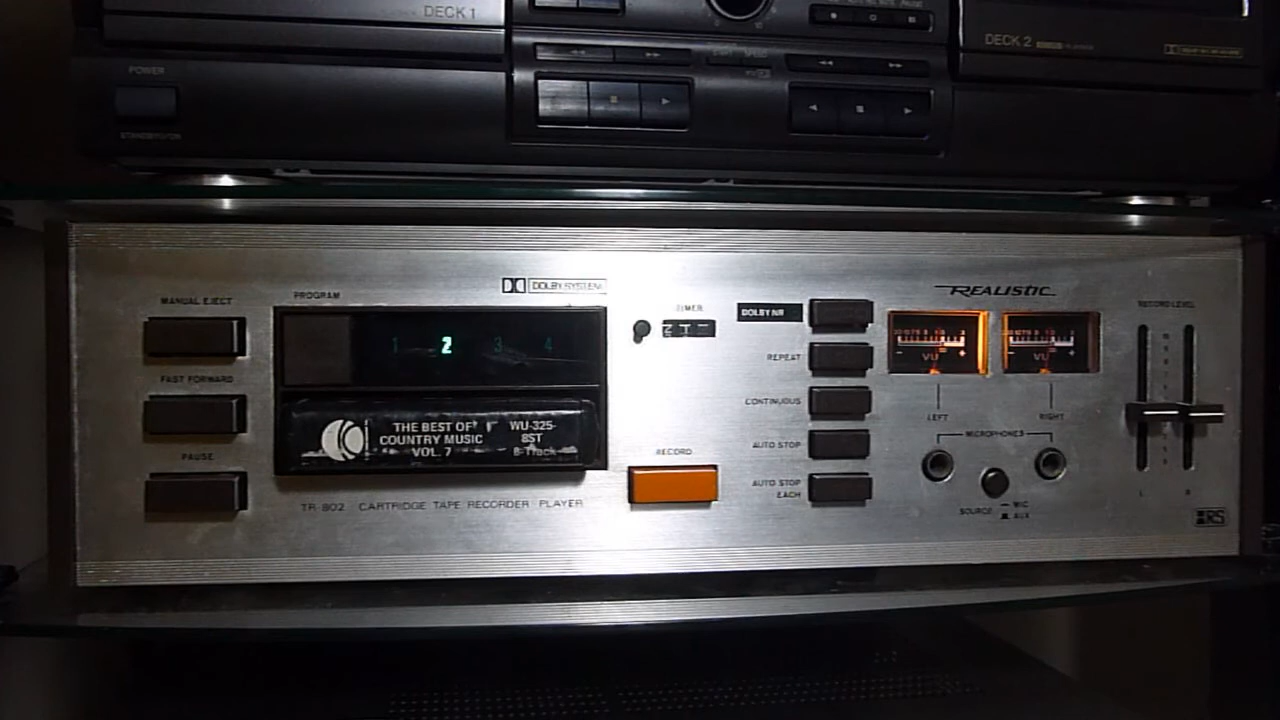 DECK 1
POWER
STANDBY/ON
DECK 2
MANUAL EJECT
FAST FORWARD
PAUSE
PROGRAM
DOLBY SYSTEM
1 2 3 4
THE BEST OF
COUNTRY MUSIC
VOL. 7
WU-325-
8ST
8-Track
TR-802 CARTRIDGE TAPE RECORDER PLAYER
TIMER
RECORD
DOLBY NR
REPEAT
CONTINUOUS
AUTO STOP
AUTO STOP
EACH
REALISTIC
VU
VU
LEFT
RIGHT
MICROPHONES
SOURCE
MIC
AUX
RECORD LEVEL
L R
RS